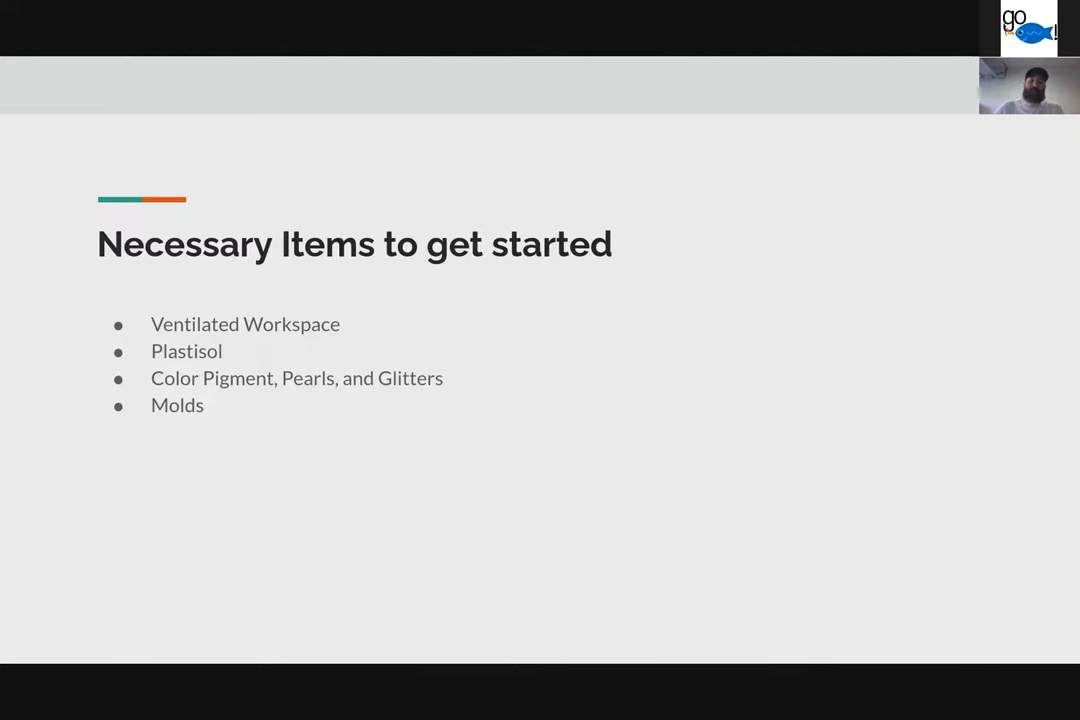 go
!
Necessary Items to get started
● Ventilated Workspace
● Plastisol
● Color Pigment, Pearls, and Glitters
● Molds